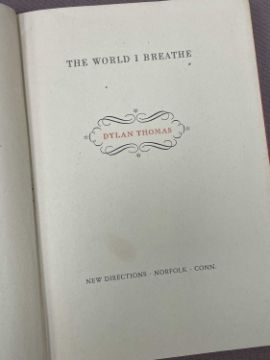 THE WORLD I BREATHE
DYLAN THOMAS
NEW DIRECTIONS · NORFOLK · CONN.